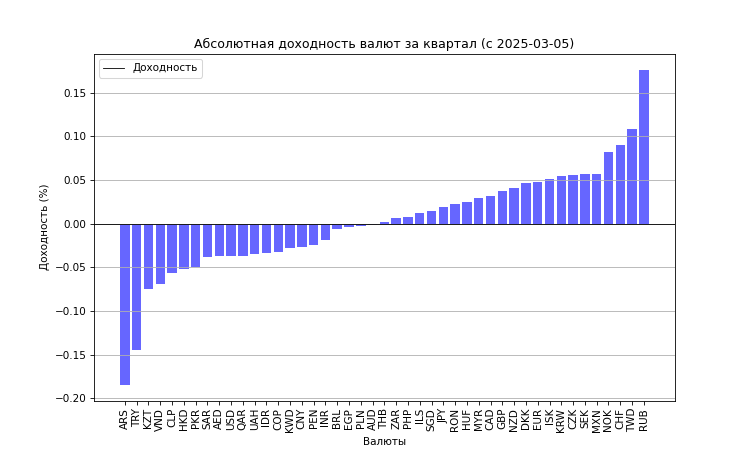 Абсолютная доходность валют за квартал (с 2025-03-05)
Доходность
Доходность (%)
0.15
0.10
0.05
0.00
−0.05
−0.10
−0.15
−0.20
ARS TRY KZT VND CLP HKD PKR SAR AED USD QAR UAH IDR COP KWD CNY PEN INR BRL EGP PLN AUD THB ZAR PHP ILS SGD JPY RON HUF MYR CAD GBP NZD DKK EUR ISK KRW CZK SEK MXN NOK CHF TWD RUB
Валюты